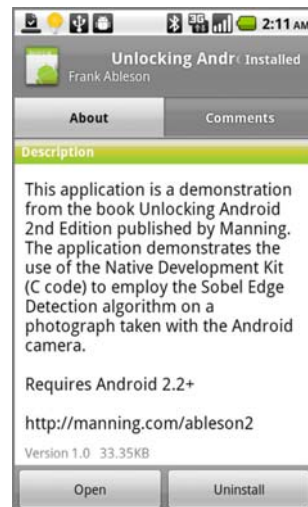 3G
2:11 AM
Unlocking Andr Installed
Frank Ableson
About
Comments
Description
This application is a demonstration
from the book Unlocking Android
2nd Edition published by Manning.
The application demonstrates the
use of the Native Development Kit
(C code) to employ the Sobel Edge
Detection algorithm on a
photograph taken with the Android
camera.
Requires Android 2.2+
http://manning.com/ableson2
Version 1.0 33.35KB
Open
Uninstall